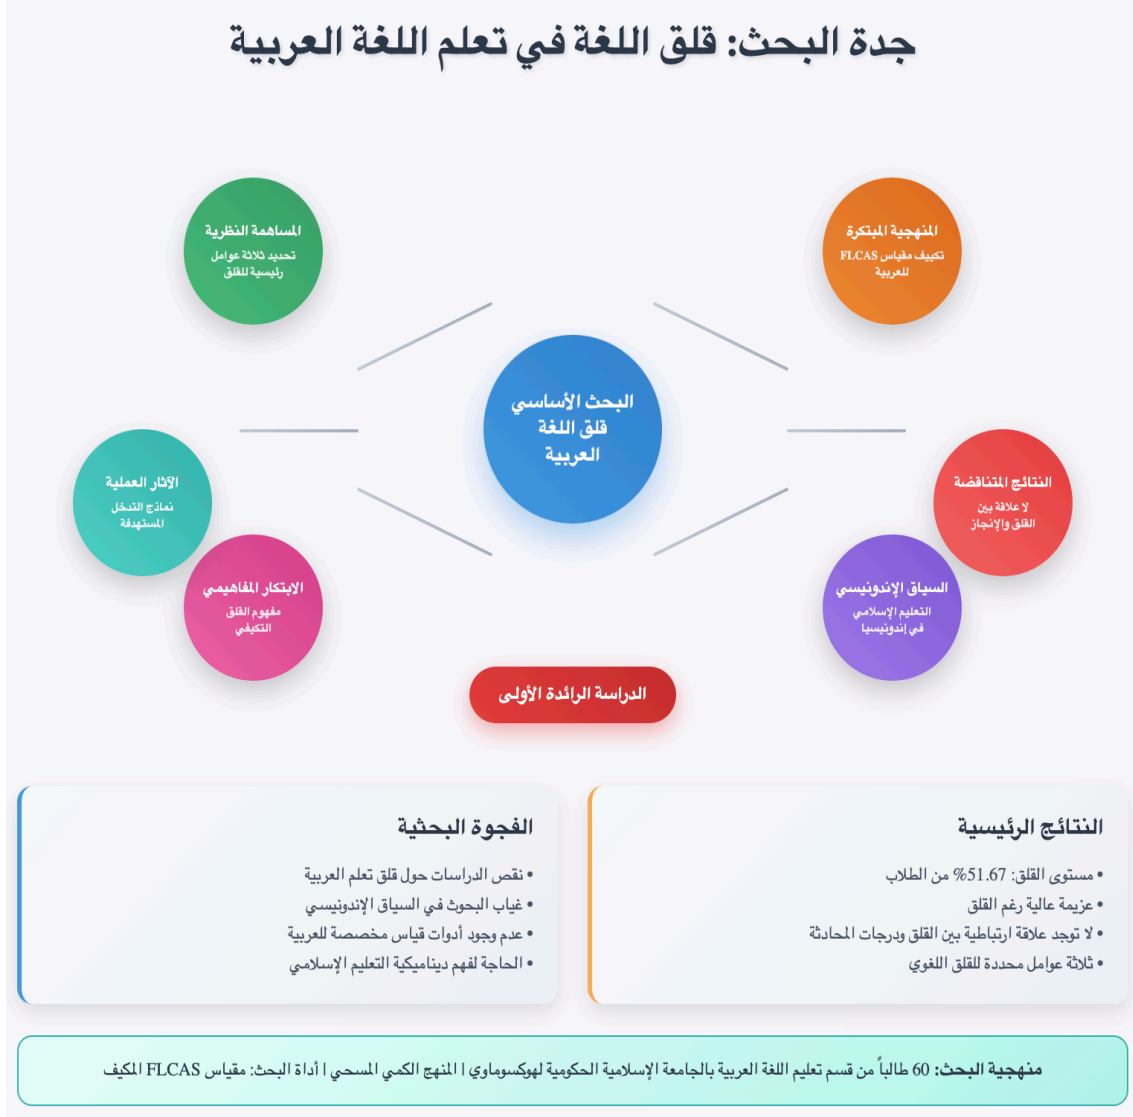 جدة البحث: قلق اللغة في تعلم اللغة العربية
المنهجية المبتكرة
تكييف مقياس FLCAS
للعربية
المساهمة النظرية
تحديد ثلاثة عوامل
رئيسية للقلق
البحث الأساسي
قلق اللغة
العربية
النتائج المتناقضة
لا علاقة بين
القلق والإنجاز
الآثار العملية
نماذج التدخل
المستهدفة
السياق الإندونيسي
التعليم الإسلامي
في إندونيسيا
الابتكار المفاهيمي
مفهوم القلق
التكيفي
الدراسة الرائدة الأولى
النتائج الرئيسية
• مستوى القلق: 51.67% من الطلاب
• عزيمة عالية رغم القلق
• لا توجد علاقة ارتباطية بين القلق ودرجات المحادثة
• ثلاثة عوامل محددة للقلق اللغوي
الفجوة البحثية
• نقص الدراسات حول قلق تعلم العربية
• غياب البحوث في السياق الإندونيسي
• عدم وجود أدوات قياس مخصصة للعربية
• الحاجة لفهم ديناميكية التعليم الإسلامي
منهجية البحث: 60 طالباً من قسم تعليم اللغة العربية بالجامعة الإسلامية الحكومية لهوكسوماوي | المنهج الكمي المسحي | أداة البحث: مقياس FLCAS المكيف